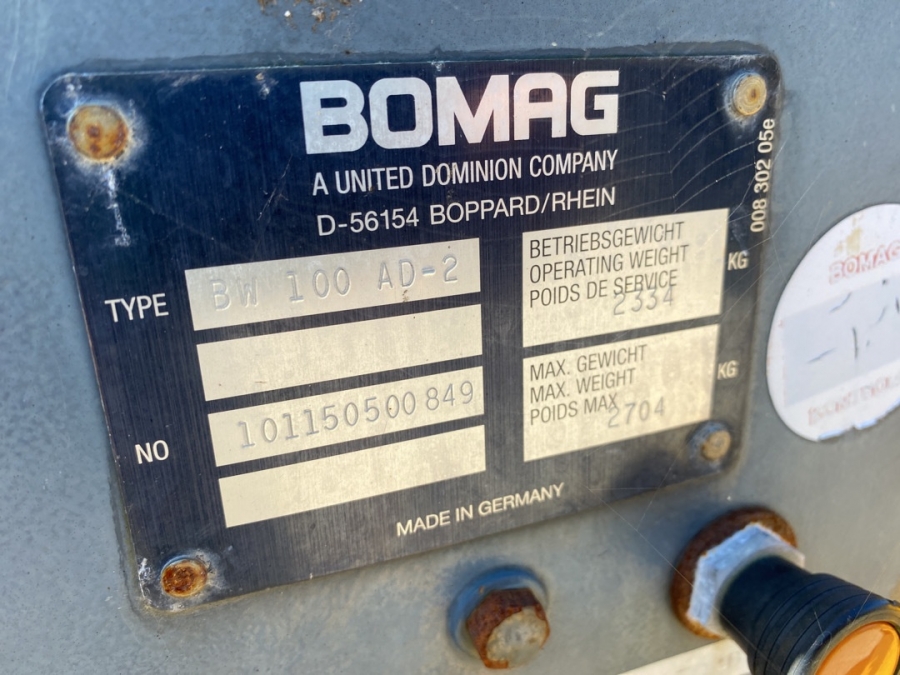 BOMAG
A UNITED DOMINION COMPANY
D-56154 BOPPARD/RHEIN
008 302 05e
TYPE
BW 100 AD-2
NO
101150500849
BETRIEBSGEWICHT
OPERATING WEIGHT
POIDS DE SERVICE
2334
KG
MAX. GEWICHT
MAX. WEIGHT
POIDS MAX
2704
KG
MADE IN GERMANY
BOMAG